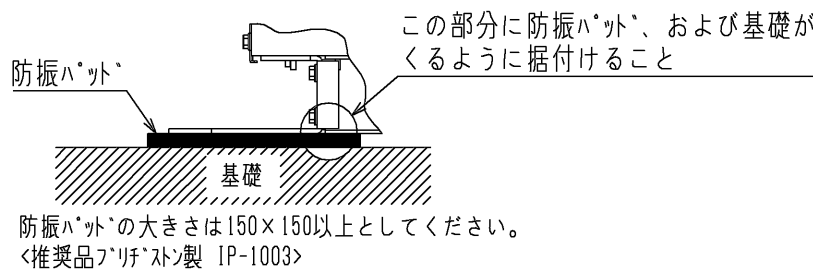 この部分に防振ﾊﾟｯﾄﾞ、および基礎が
くるように据付けること
防振ﾊﾟｯﾄﾞ
基礎
防振ﾊﾟｯﾄﾞの大きさは150×150以上としてください。
<推奨品ﾌﾞﾘﾁﾞｽﾄﾝ製 IP-1003>